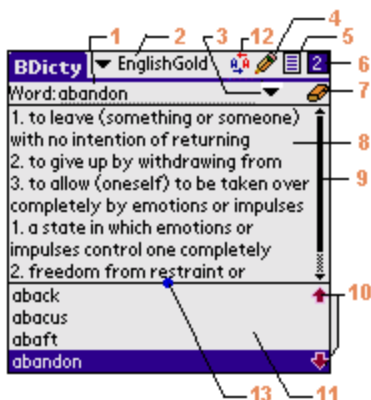 1 2 3 12 4
5
BDicty EnglishGold 2 6
Word: abandon 7
1. to leave (something or someone)
with no intention of returning 8
2. to give up by withdrawing from
3. to allow (oneself) to be taken over 9
completely by emotions or impulses
1. a state in which emotions or
impulses control one completely
2. freedom from restraint or
aback 10
abacus
abaft
abandon
13 11